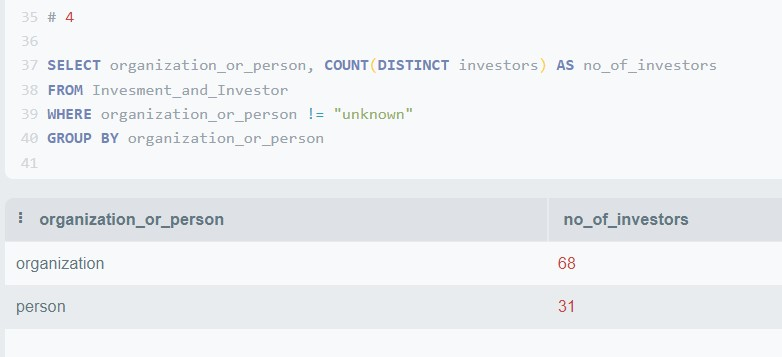 35 # 4
36
37 SELECT organization_or_person, COUNT(DISTINCT investors) AS no_of_investors
38 FROM Invesment_and_Investor
39 WHERE organization_or_person != "unknown"
40 GROUP BY organization_or_person
41
organization_or_person no_of_investors
organization 68
person 31